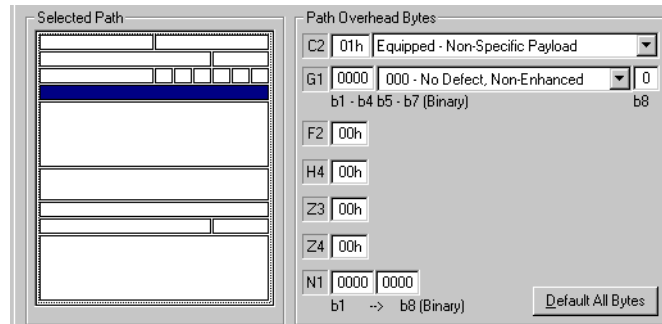 Selected Path
Path Overhead Bytes
C2 01h Equipped - Non-Specific Payload
G1 0000 000 - No Defect, Non-Enhanced 0
b1 - b4 b5 - b7 (Binary) b8
F2 00h
H4 00h
Z3 00h
Z4 00h
N1 0000 0000
b1 --> b8 (Binary)
Default All Bytes